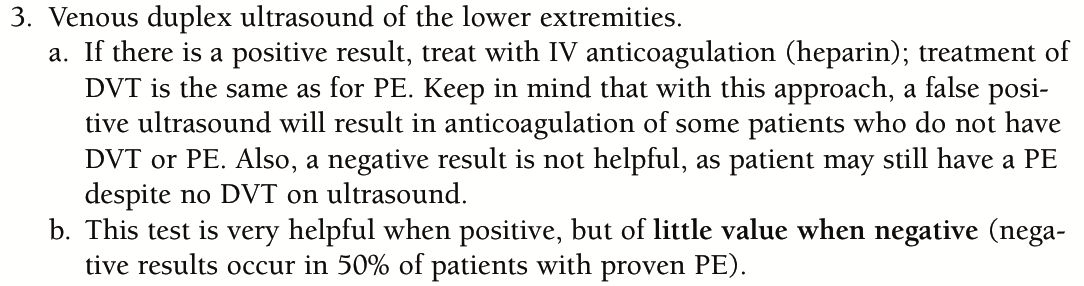 3. Venous duplex ultrasound of the lower extremities.
a. If there is a positive result, treat with IV anticoagulation (heparin); treatment of
DVT is the same as for PE. Keep in mind that with this approach, a false posi-
tive ultrasound will result in anticoagulation of some patients who do not have
DVT or PE. Also, a negative result is not helpful, as patient may still have a PE
despite no DVT on ultrasound.
b. This test is very helpful when positive, but of little value when negative (nega-
tive results occur in 50% of patients with proven PE).